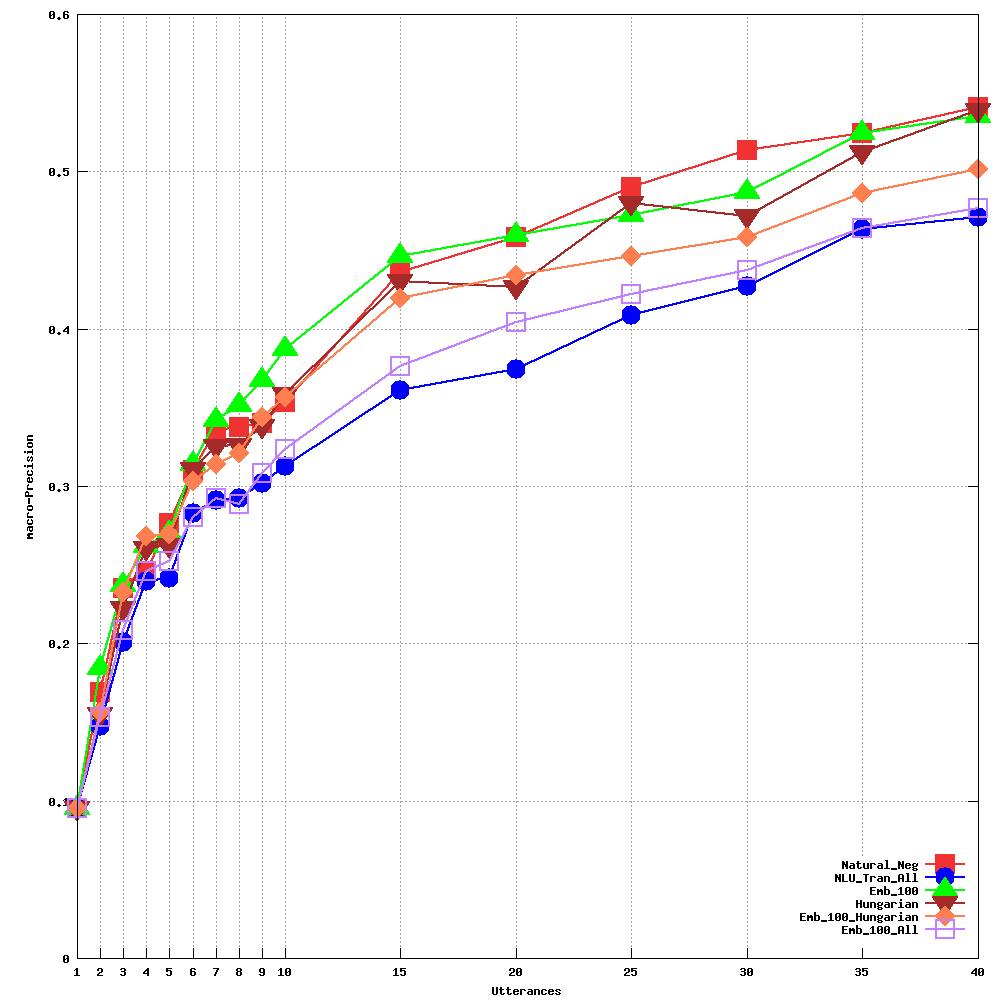 0.6
0.5
0.4
0.3
0.2
0.1
0
Macro-Precision
1 2 3 4 5 6 7 8 9 10 15 20 25 30 35 40
Utterances
Natural_Neg
NLU_Tran_All
Emb_100
Hungarian
Emb_100_Hungarian
Emb_100_All